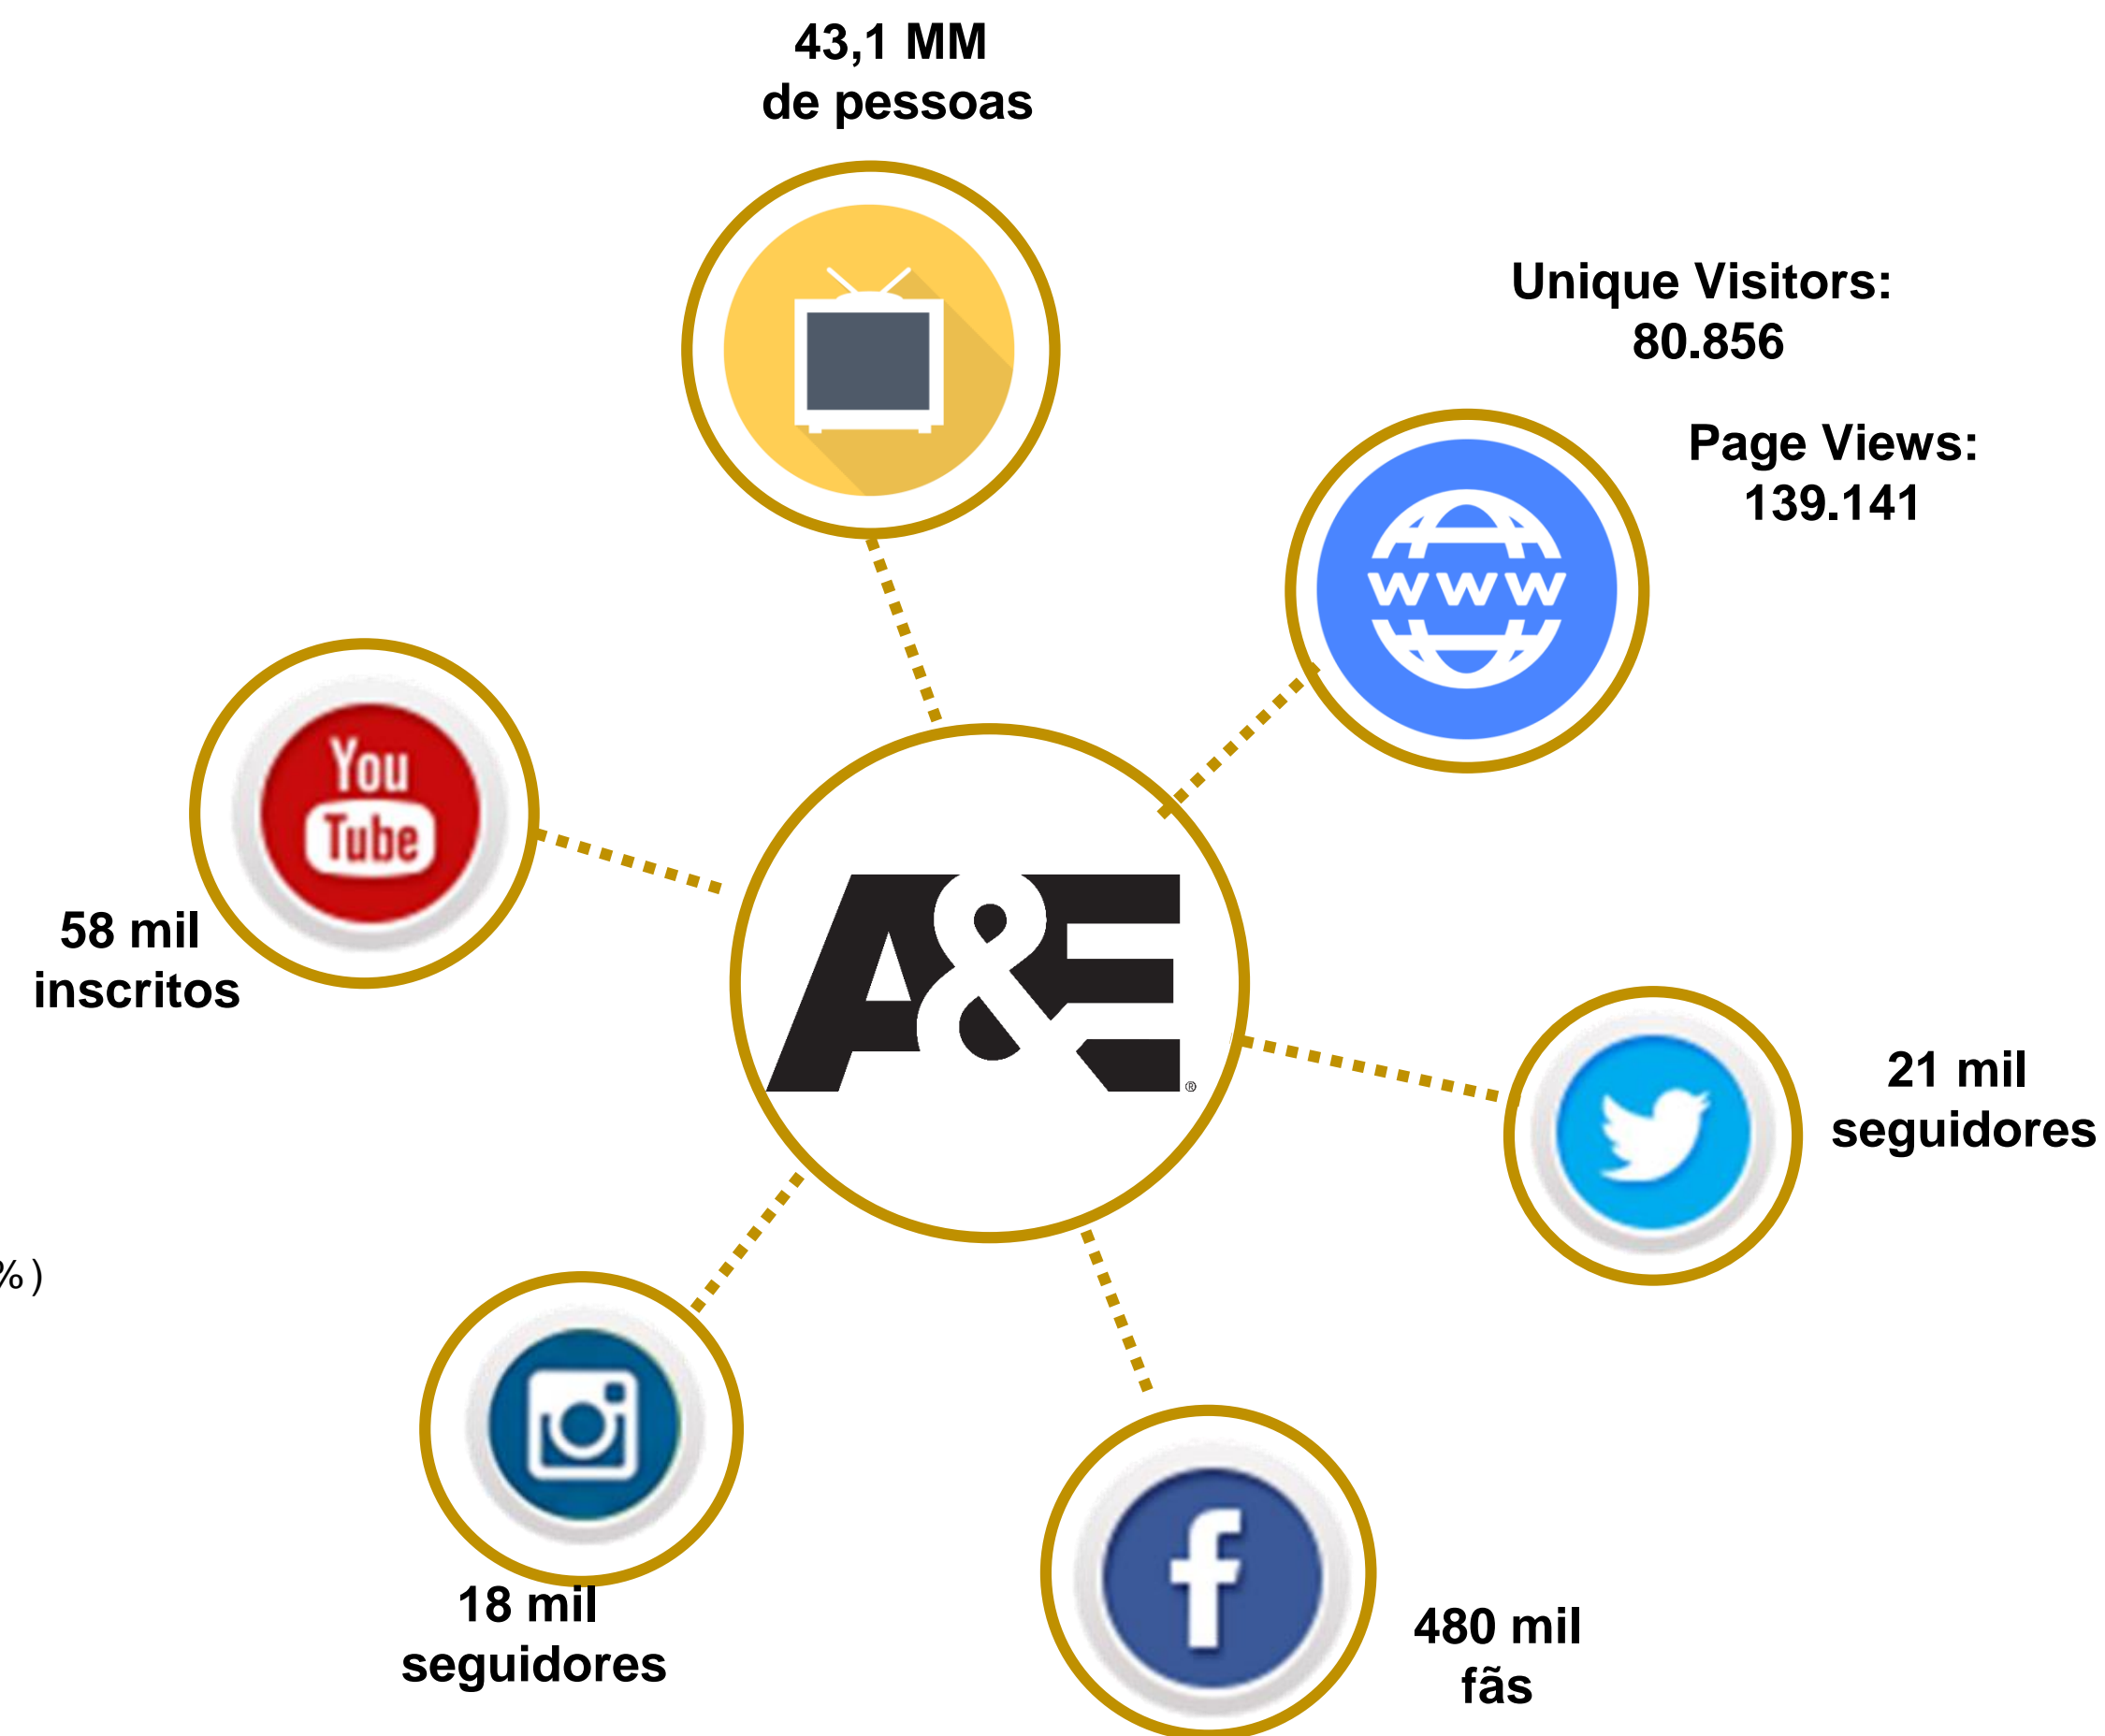 43,1 MM
de pessoas
Unique Visitors:
80.856
Page Views:
139.141
www
You
Tube
58 mil
inscritos
A&E
®
21 mil
seguidores
%)
18 mil
seguidores
f
480 mil
fãs